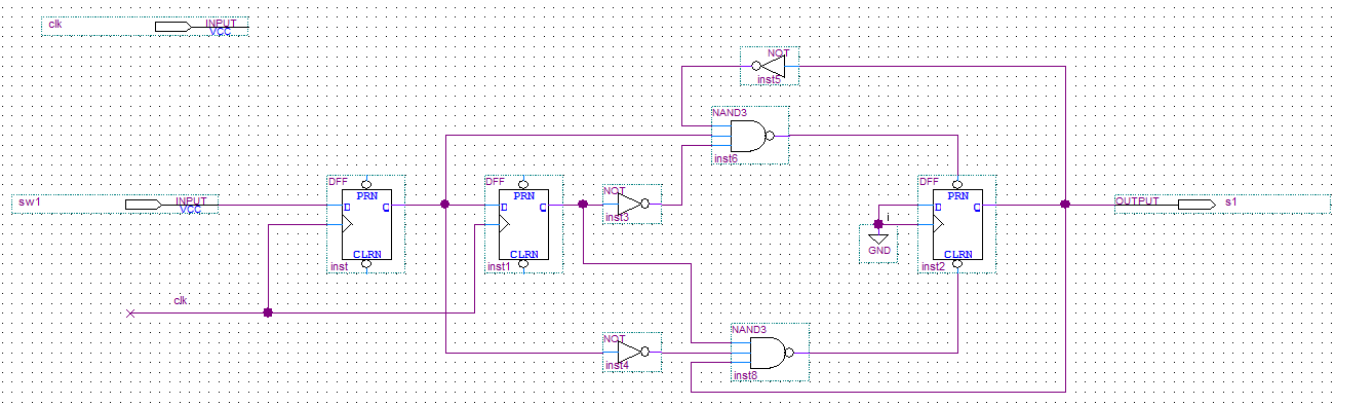 clk
INPUT
VCC
NOT
inst5
NAND3
inst6
DFF
PRN
D
Q
CLRN
inst
DFF
PRN
D
Q
CLRN
inst1
NOT
inst3
DFF
PRN
D
Q
CLRN
inst2
sw1
INPUT
VCC
i
GND
OUTPUT
s1
clk
NOT
inst4
NAND3
inst8